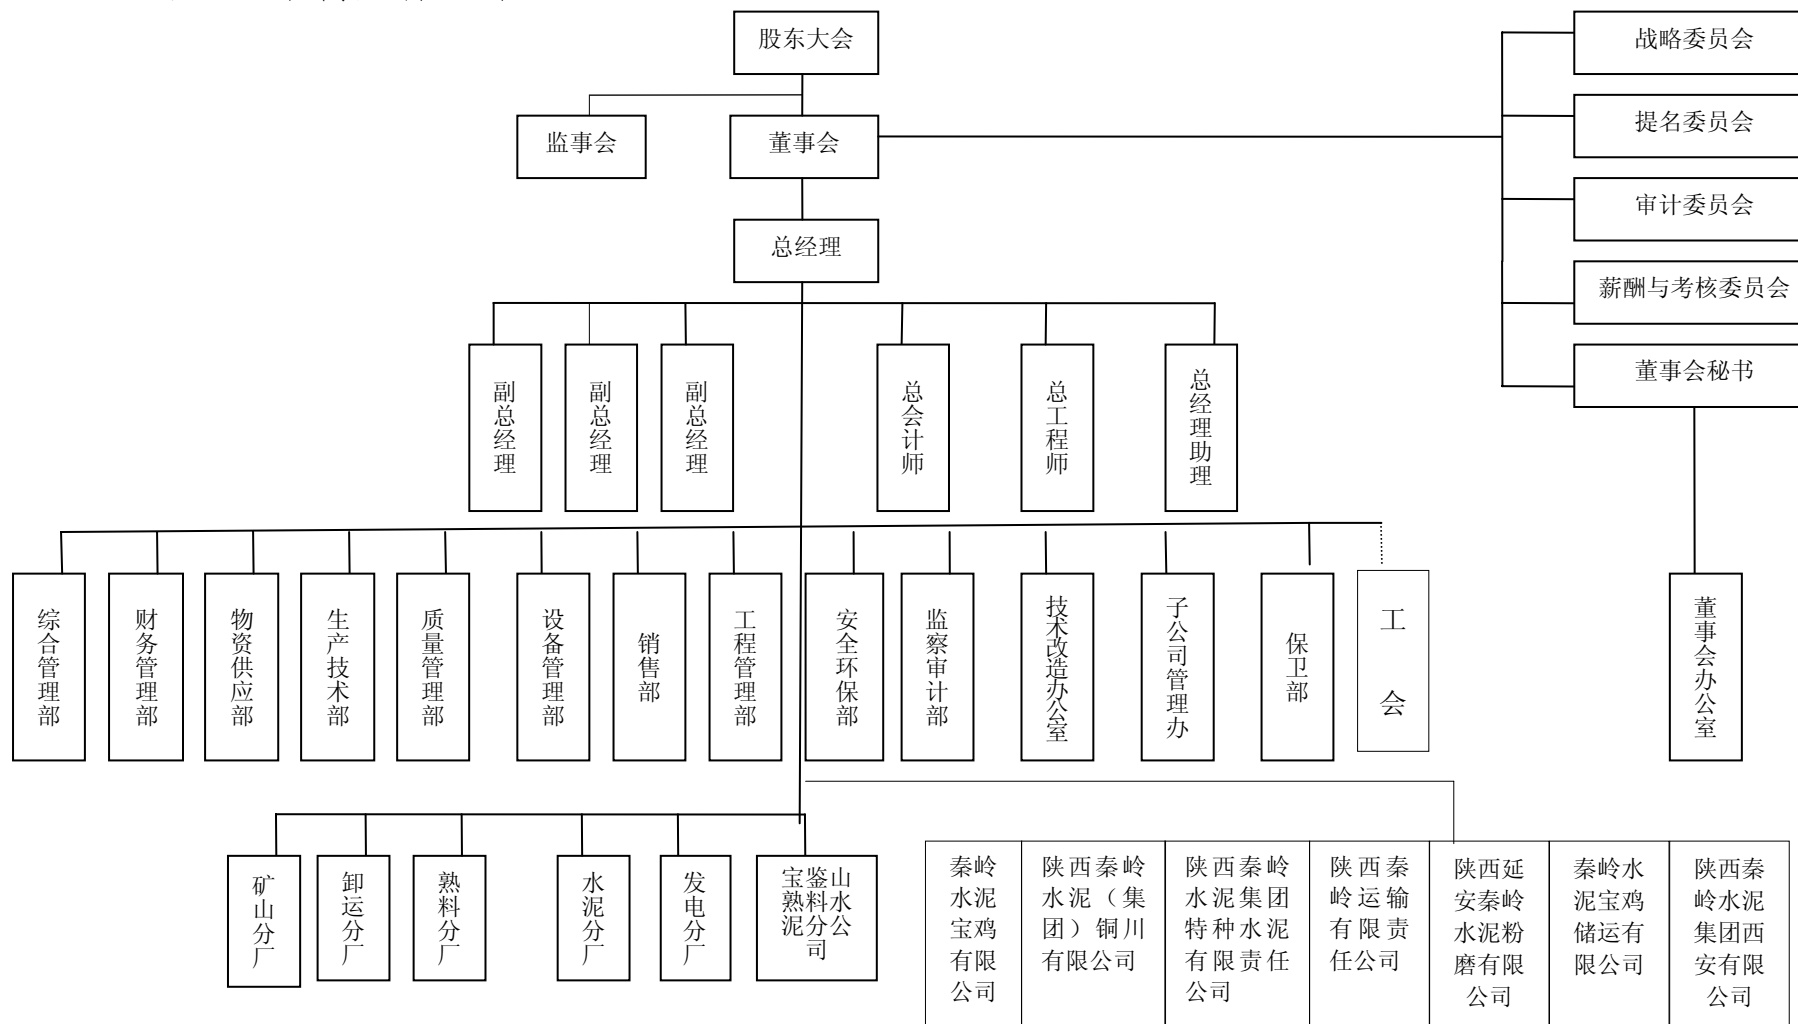 股东大会
战略委员会
提名委员会
监事会
董事会
审计委员会
总经理
薪酬与考核委员会
董事会秘书
副总经理
副总经理
副总经理
总会计师
总工程师
总经理助理
综合管理部
财务管理部
物资供应部
生产技术部
质量管理部
设备管理部
销售部
工程管理部
安全环保部
监察审计部
技术改造办公室
子公司管理办
保卫部
工会
董事会办公室
矿山分厂
卸运分厂
熟料分厂
水泥分厂
发电分厂
宝鉴山
熟料水
泥分公
司
秦岭
水泥
宝鸡
有限
公司
陕西秦岭
水泥（集
团）铜川
有限公司
陕西秦岭
水泥集团
特种水泥
有限责任
公司
陕西秦
岭运输
有限责
任公司
陕西延
安秦岭
水泥粉
磨有限
公司
秦岭水
泥宝鸡
储运有
限公司
陕西秦
岭水泥
集团西
安有限
公司